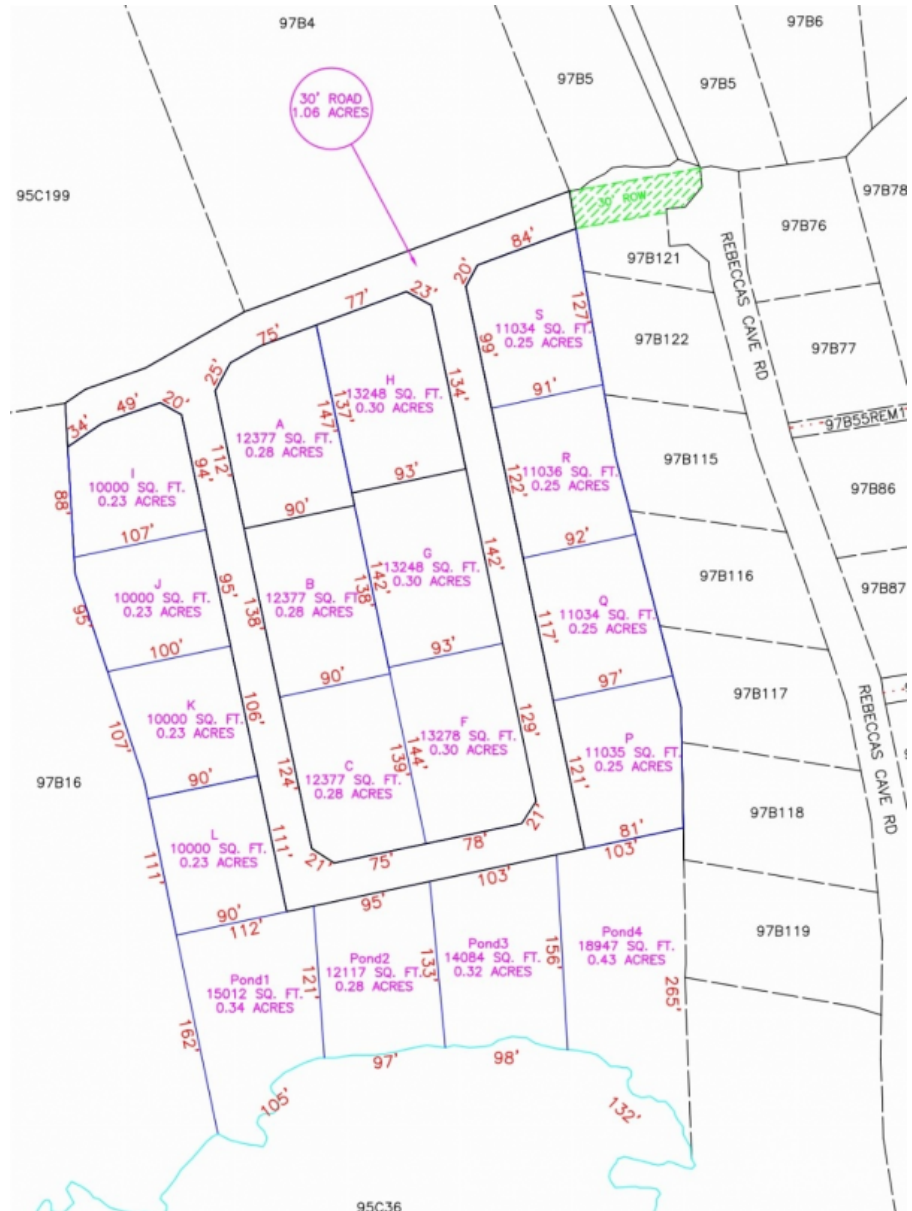 97B4
97B6
97B5
97B5
30' ROAD
1.06 ACRES
95C199
97B78
30' ROW
97B76
REBECCAS CAVE RD
84'
20'
97B121
23'
77'
127'
S
11034 SQ. FT.
0.25 ACRES
75'
99'
97B122
97B77
25'
H
13248 SQ. FT.
0.30 ACRES
134'
137'
147'
91'
34'
49'
20'
A
12377 SQ. FT.
0.28 ACRES
97B55REM1
112'
94'
I
10000 SQ. FT.
0.23 ACRES
88'
R
11036 SQ. FT.
0.25 ACRES
122'
97B115
97B86
93'
90'
107'
92'
G
13248 SQ. FT.
0.30 ACRES
142'
97B116
97B87
J
10000 SQ. FT.
0.23 ACRES
95'
95'
B
12377 SQ. FT.
0.28 ACRES
138'
142'
138'
Q
11034 SQ. FT.
0.25 ACRES
117'
100'
93'
90'
97'
97B117
REBECCAS CAVE RD
K
10000 SQ. FT.
0.23 ACRES
106'
107'
F
13278 SQ. FT.
0.30 ACRES
129'
P
11035 SQ. FT.
0.25 ACRES
121'
97B16
90'
124'
C
12377 SQ. FT.
0.28 ACRES
139'
144'
97B118
L
10000 SQ. FT.
0.23 ACRES
111'
111'
21'
75'
78'
21'
81'
103'
90'
112'
95'
103'
97B119
Pond1
15012 SQ. FT.
0.34 ACRES
121'
Pond2
12117 SQ. FT.
0.28 ACRES
133'
Pond3
14084 SQ. FT.
0.32 ACRES
156'
Pond4
18947 SQ. FT.
0.43 ACRES
265'
162'
97'
98'
105'
132'
95C36